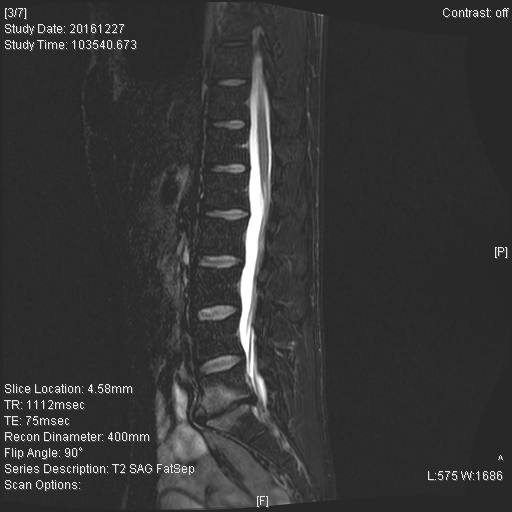 [3/7]
Study Date: 20161227
Study Time: 103540.673
Contrast: off
[P]
Slice Location: 4.58mm
TR: 1112msec
TE: 75msec
Recon Dinameter: 400mm
Flip Angle: 90°
Series Description: T2 SAG FatSep
Scan Options:
^
L:575 W:1686
[F]